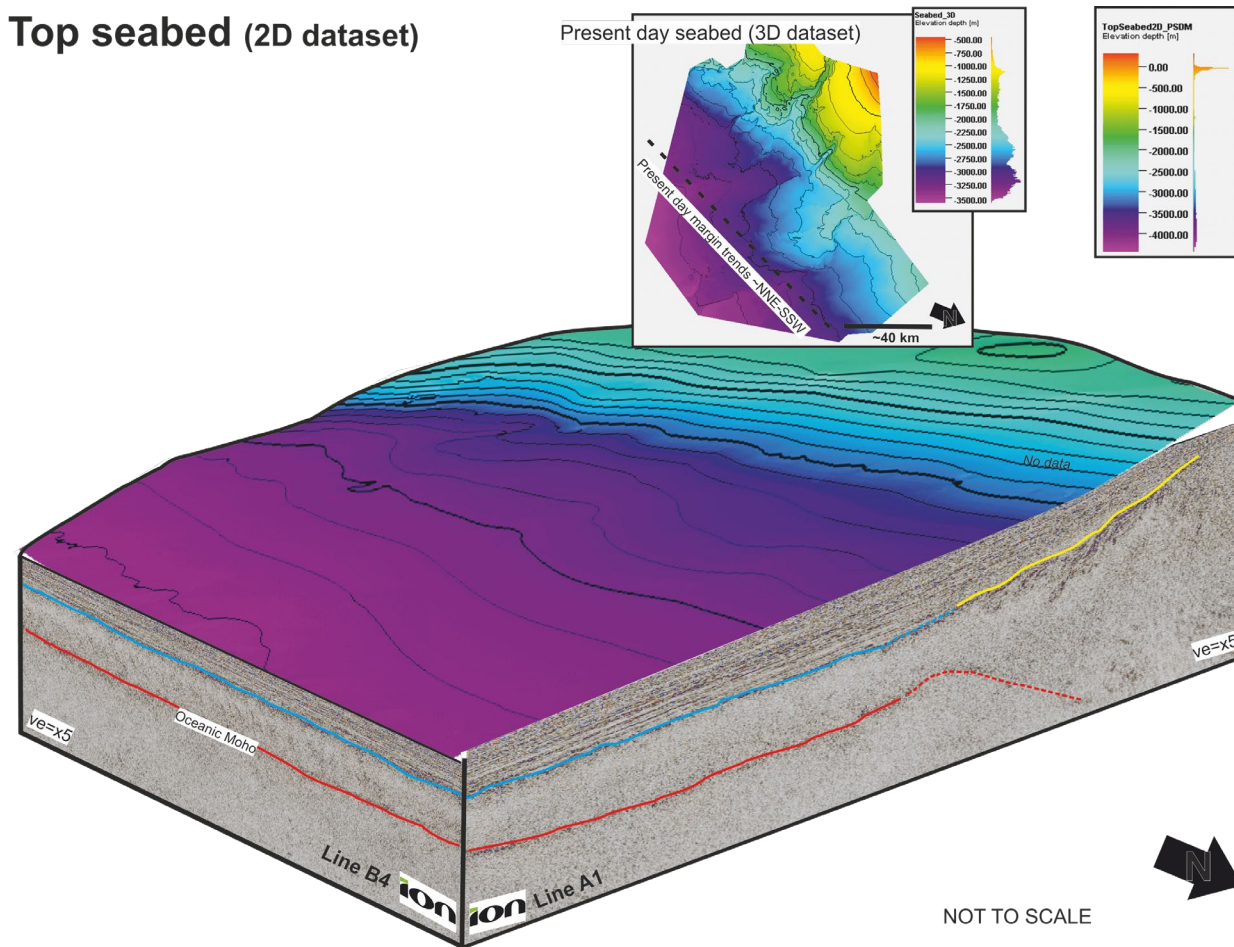 Top seabed (2D dataset)
Present day seabed (3D dataset)
Seabed_3D
Elevation depth [m]
-500.00
-750.00
-1000.00
-1250.00
-1500.00
-1750.00
-2000.00
-2250.00
-2500.00
-2750.00
-3000.00
-3250.00
-3500.00
TopSeabed2D_PSDM
Elevation depth [m]
0.00
-500.00
-1000.00
-1500.00
-2000.00
-2500.00
-3000.00
-3500.00
-4000.00
Present day margin trends ~NNE-SSW
N
~40 km
No data
ve=x5
ve=x5
Oceanic Moho
Line B4
ion
ion
Line A1
N
NOT TO SCALE